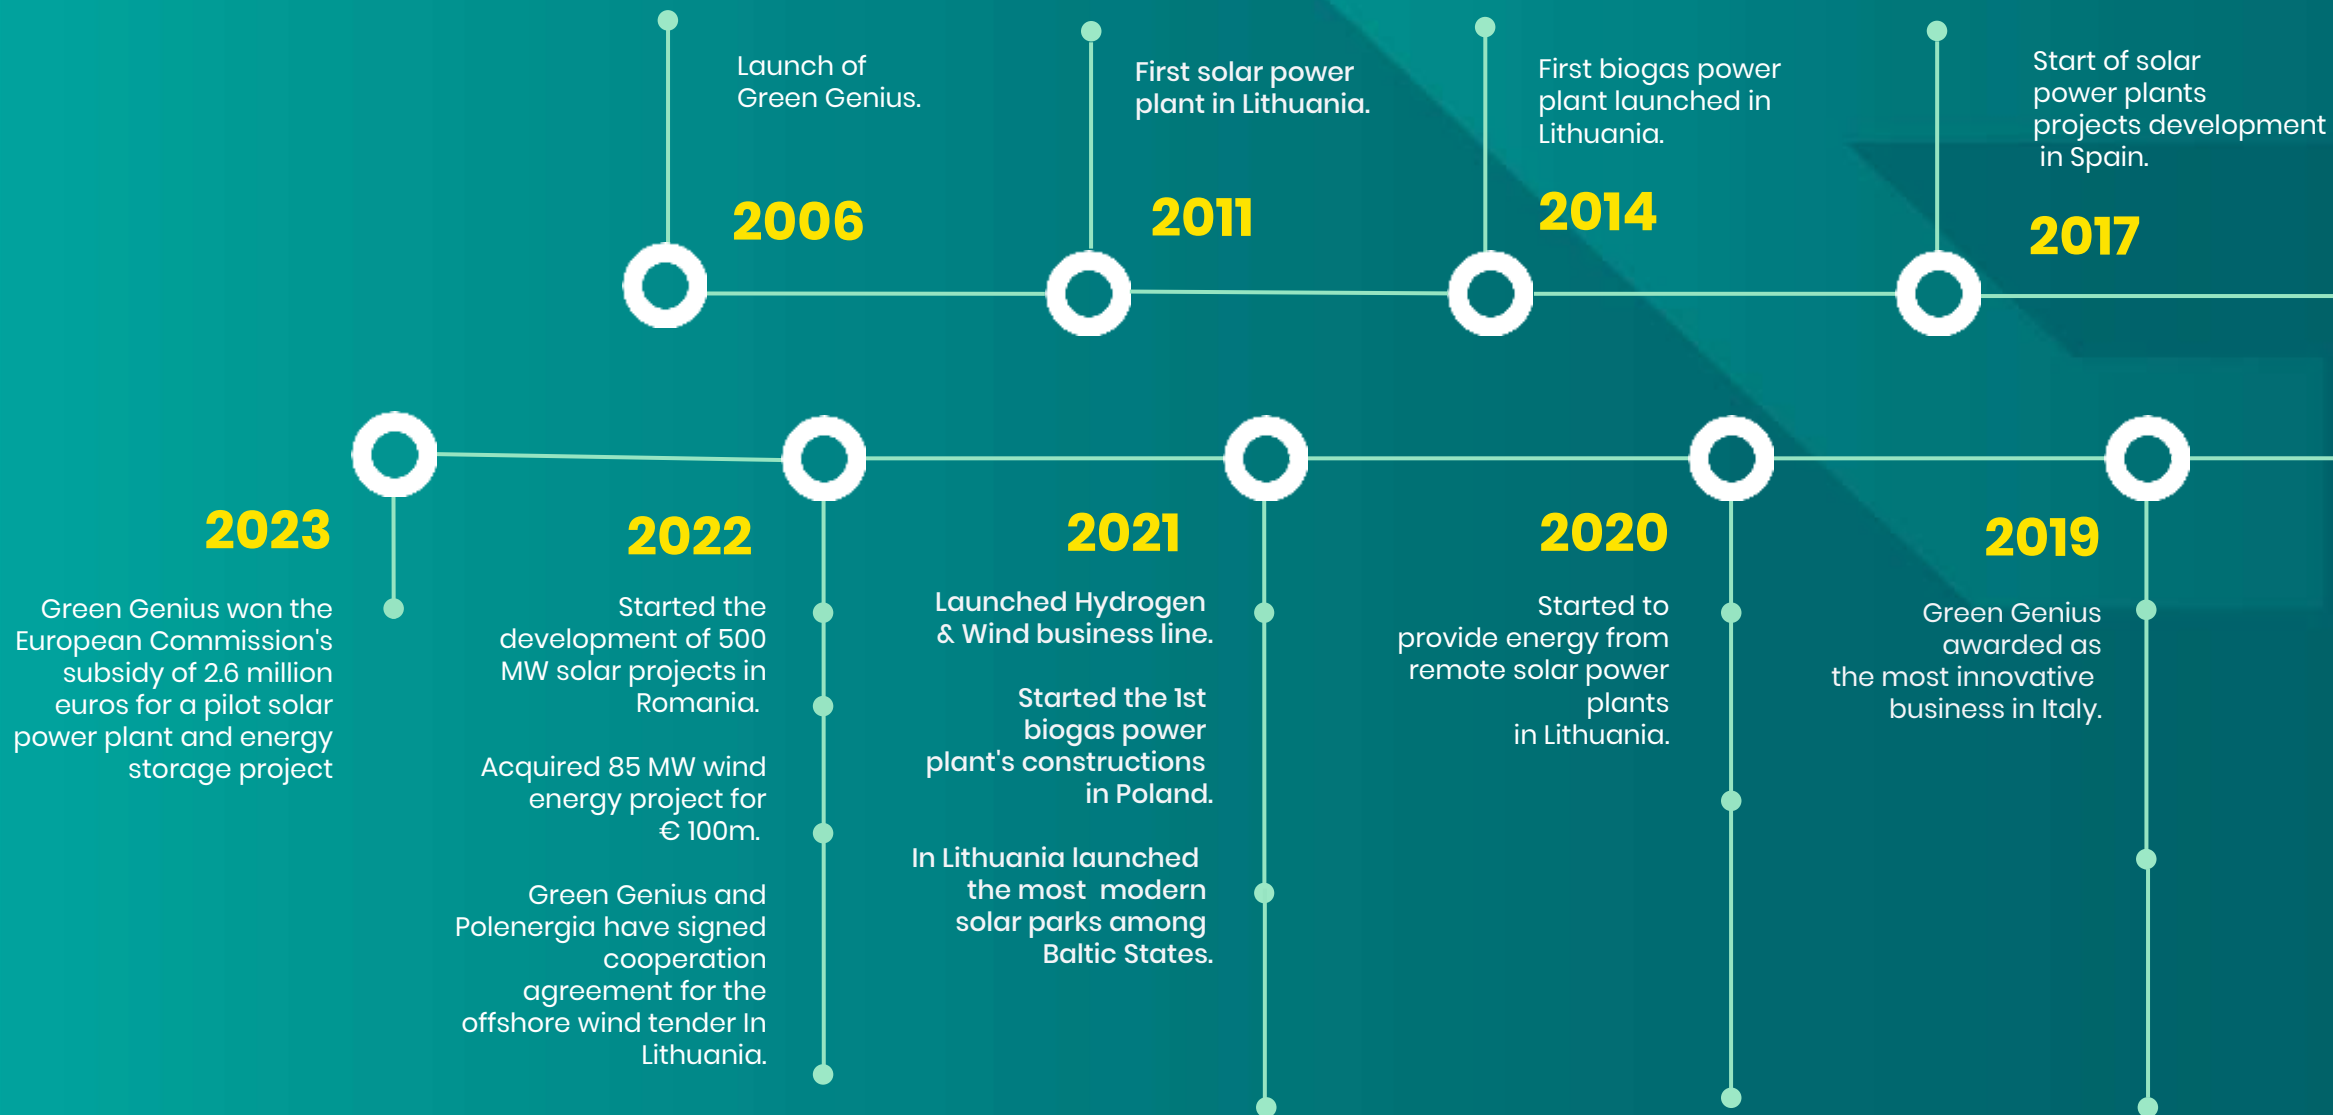 Launch of
Green Genius.
2006
First solar power
plant in Lithuania.
2011
First biogas power
plant launched in
Lithuania.
2014
Start of solar
power plants
projects development
in Spain.
2017
2023
Green Genius won the
European Commission's
subsidy of 2.6 million
euros for a pilot solar
power plant and energy
storage project
2022
Started the
development of 500
MW solar projects in
Romania.
Acquired 85 MW wind
energy project for
€ 100m.
Green Genius and
Polenergia have signed
cooperation
agreement for the
offshore wind tender In
Lithuania.
2021
Launched Hydrogen
& Wind business line.
Started the 1st
biogas power
plant's constructions
in Poland.
In Lithuania launched
the most modern
solar parks among
Baltic States.
2020
Started to
provide energy from
remote solar power
plants
in Lithuania.
2019
Green Genius
awarded as
the most innovative
business in Italy.